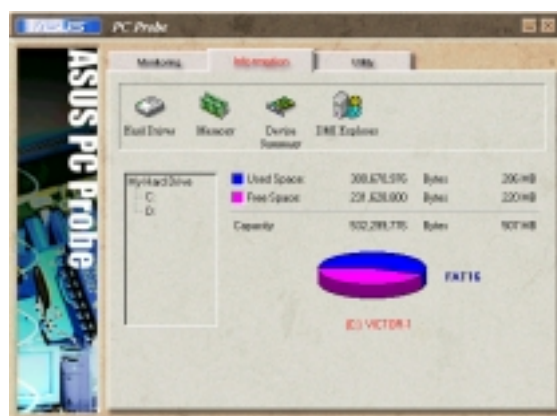 ASUS PC Probe
ASUS PC Probe
Monitoring Information Utility
Hard Drives Memory Device Summary DMI Explorer
My Hard Drive
C:
D:
Used Space: Bytes
Free Space: Bytes
Capacity: Bytes
FAT16
(C:) VICTOR-1